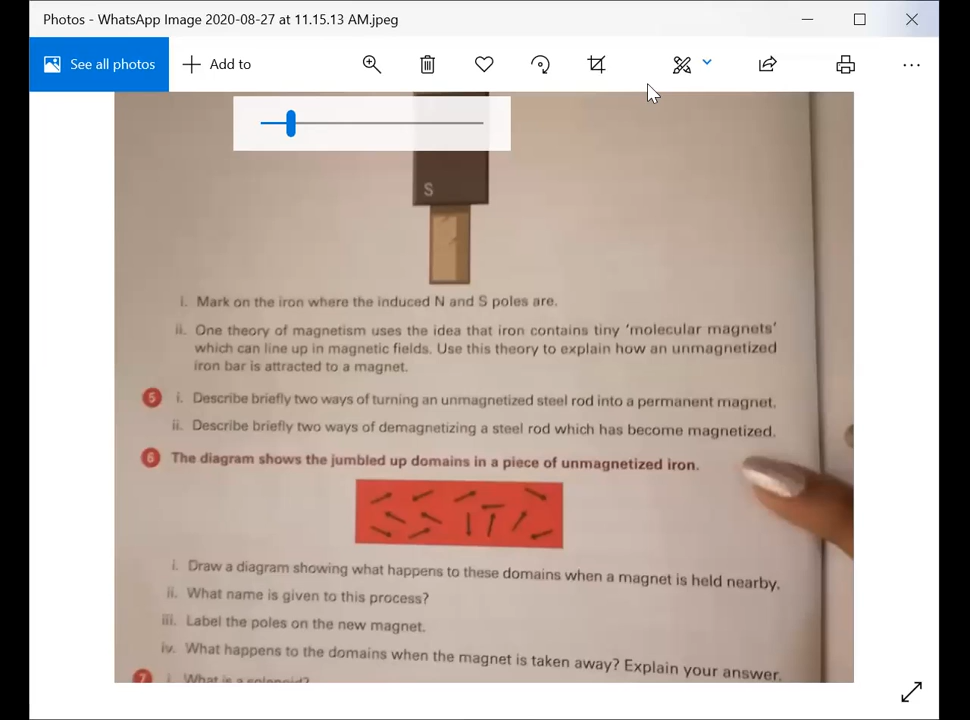 Photos - WhatsApp Image 2020-08-27 at 11.15.13 AM.jpeg
See all photos
Add to
S
i. Mark on the iron where the induced N and S poles are.
ii. One theory of magnetism uses the idea that iron contains tiny 'molecular magnets'
which can line up in magnetic fields. Use this theory to explain how an unmagnetized
iron bar is attracted to a magnet.
5 i. Describe briefly two ways of turning an unmagnetized steel rod into a permanent magnet.
ii. Describe briefly two ways of demagnetizing a steel rod which has become magnetized.
6 The diagram shows the jumbled up domains in a piece of unmagnetized iron.
i. Draw a diagram showing what happens to these domains when a magnet is held nearby.
ii. What name is given to this process?
iii. Label the poles on the new magnet.
iv. What happens to the domains when the magnet is taken away? Explain your answer.
7 i. What is a solenoid?